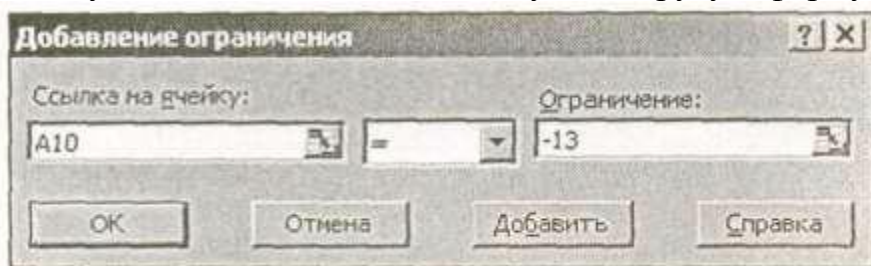 Добавление ограничения ? X
Ссылка на ячейку: Ограничение:
A10 = -13
OK Отмена Добавить Справка